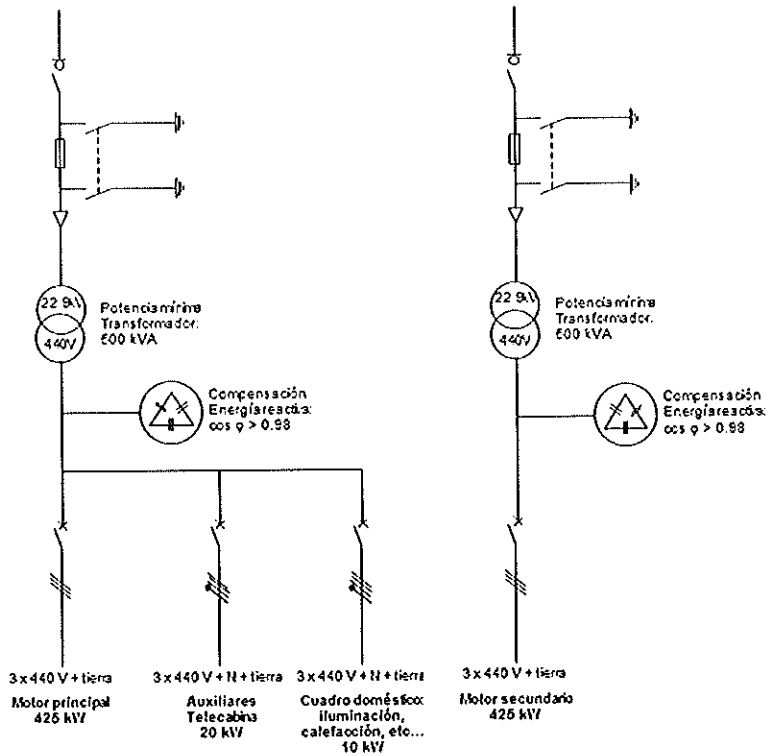 22.9kV
440V
Potencia mínima
Transformador:
600 kVA
Compensación
Energía reactiva:
cos φ > 0.98
3 x 440 V + tierra
Motor principal
425 kW
3 x 440 V + N + tierra
Auxiliares
Telecabina
20 kW
3 x 440 V + N + tierra
Cuadro doméstico:
iluminación,
calefacción, etc...
10 kW
22.9kV
440V
Potencia mínima
Transformador:
600 kVA
Compensación
Energía reactiva:
cos φ > 0.98
3 x 440 V + tierra
Motor secundario
425 kW